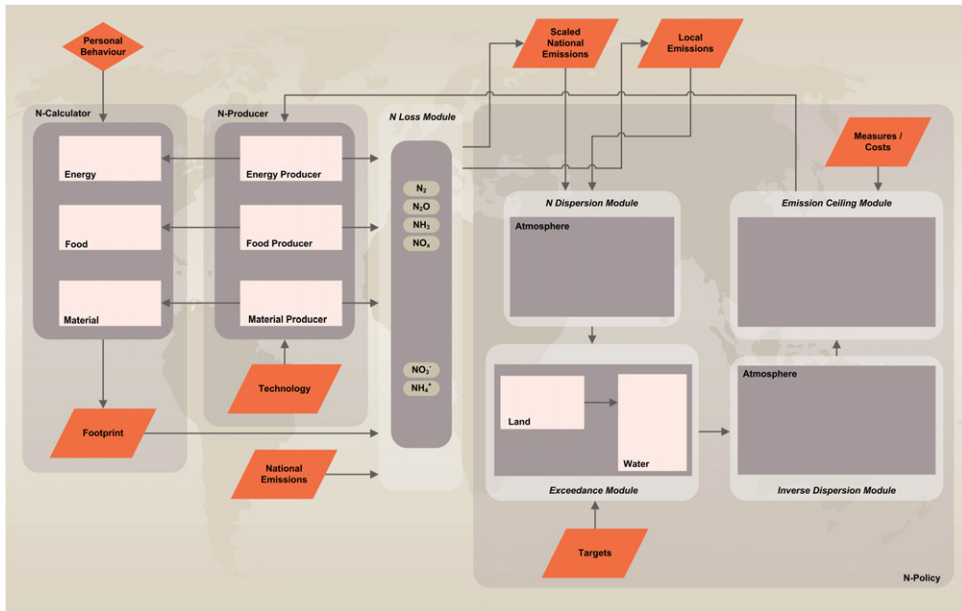 Personal
Behaviour
Scaled
National
Emissions
Local
Emissions
N-Calculator
N-Producer
N Loss Module
Measures /
Costs
Energy
Energy Producer
N₂
N₂O
NH₃
NOₓ
Food
Food Producer
Material
Material Producer
N Dispersion Module
Atmosphere
Emission Ceiling Module
NO₃⁻
NH₄⁺
Technology
Footprint
National
Emissions
Land
Water
Exceedance Module
Atmosphere
Inverse Dispersion Module
Targets
N-Policy